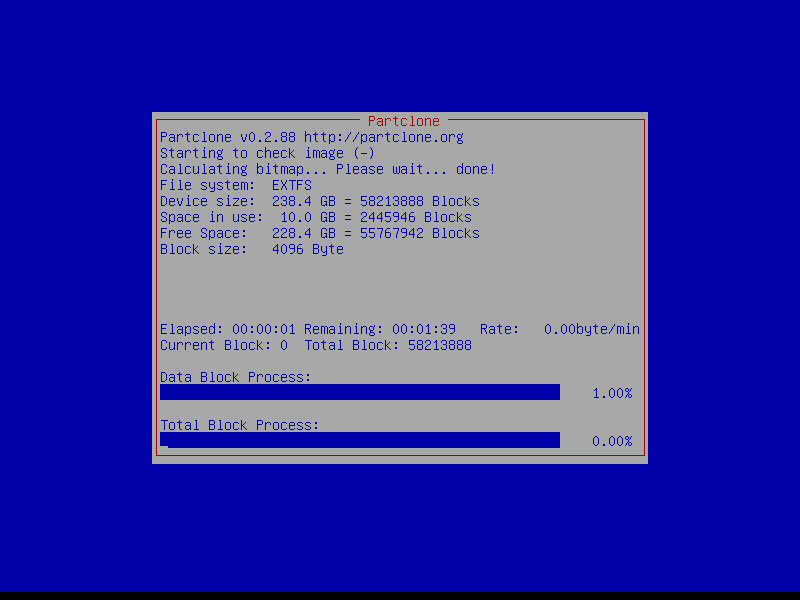 Partclone
Partclone v0.2.88 http://partclone.org
Starting to check image (-)
Calculating bitmap... Please wait... done!
File system:  EXTFS
Device size:  238.4 GB = 58213888 Blocks
Space in use:  10.0 GB = 2445946 Blocks
Free Space:   228.4 GB = 55767942 Blocks
Block size:   4096 Byte
Elapsed: 00:00:01 Remaining: 00:01:39   Rate:   0.00byte/min
Current Block: 0  Total Block: 58213888
Data Block Process:
1.00%
Total Block Process:
0.00%